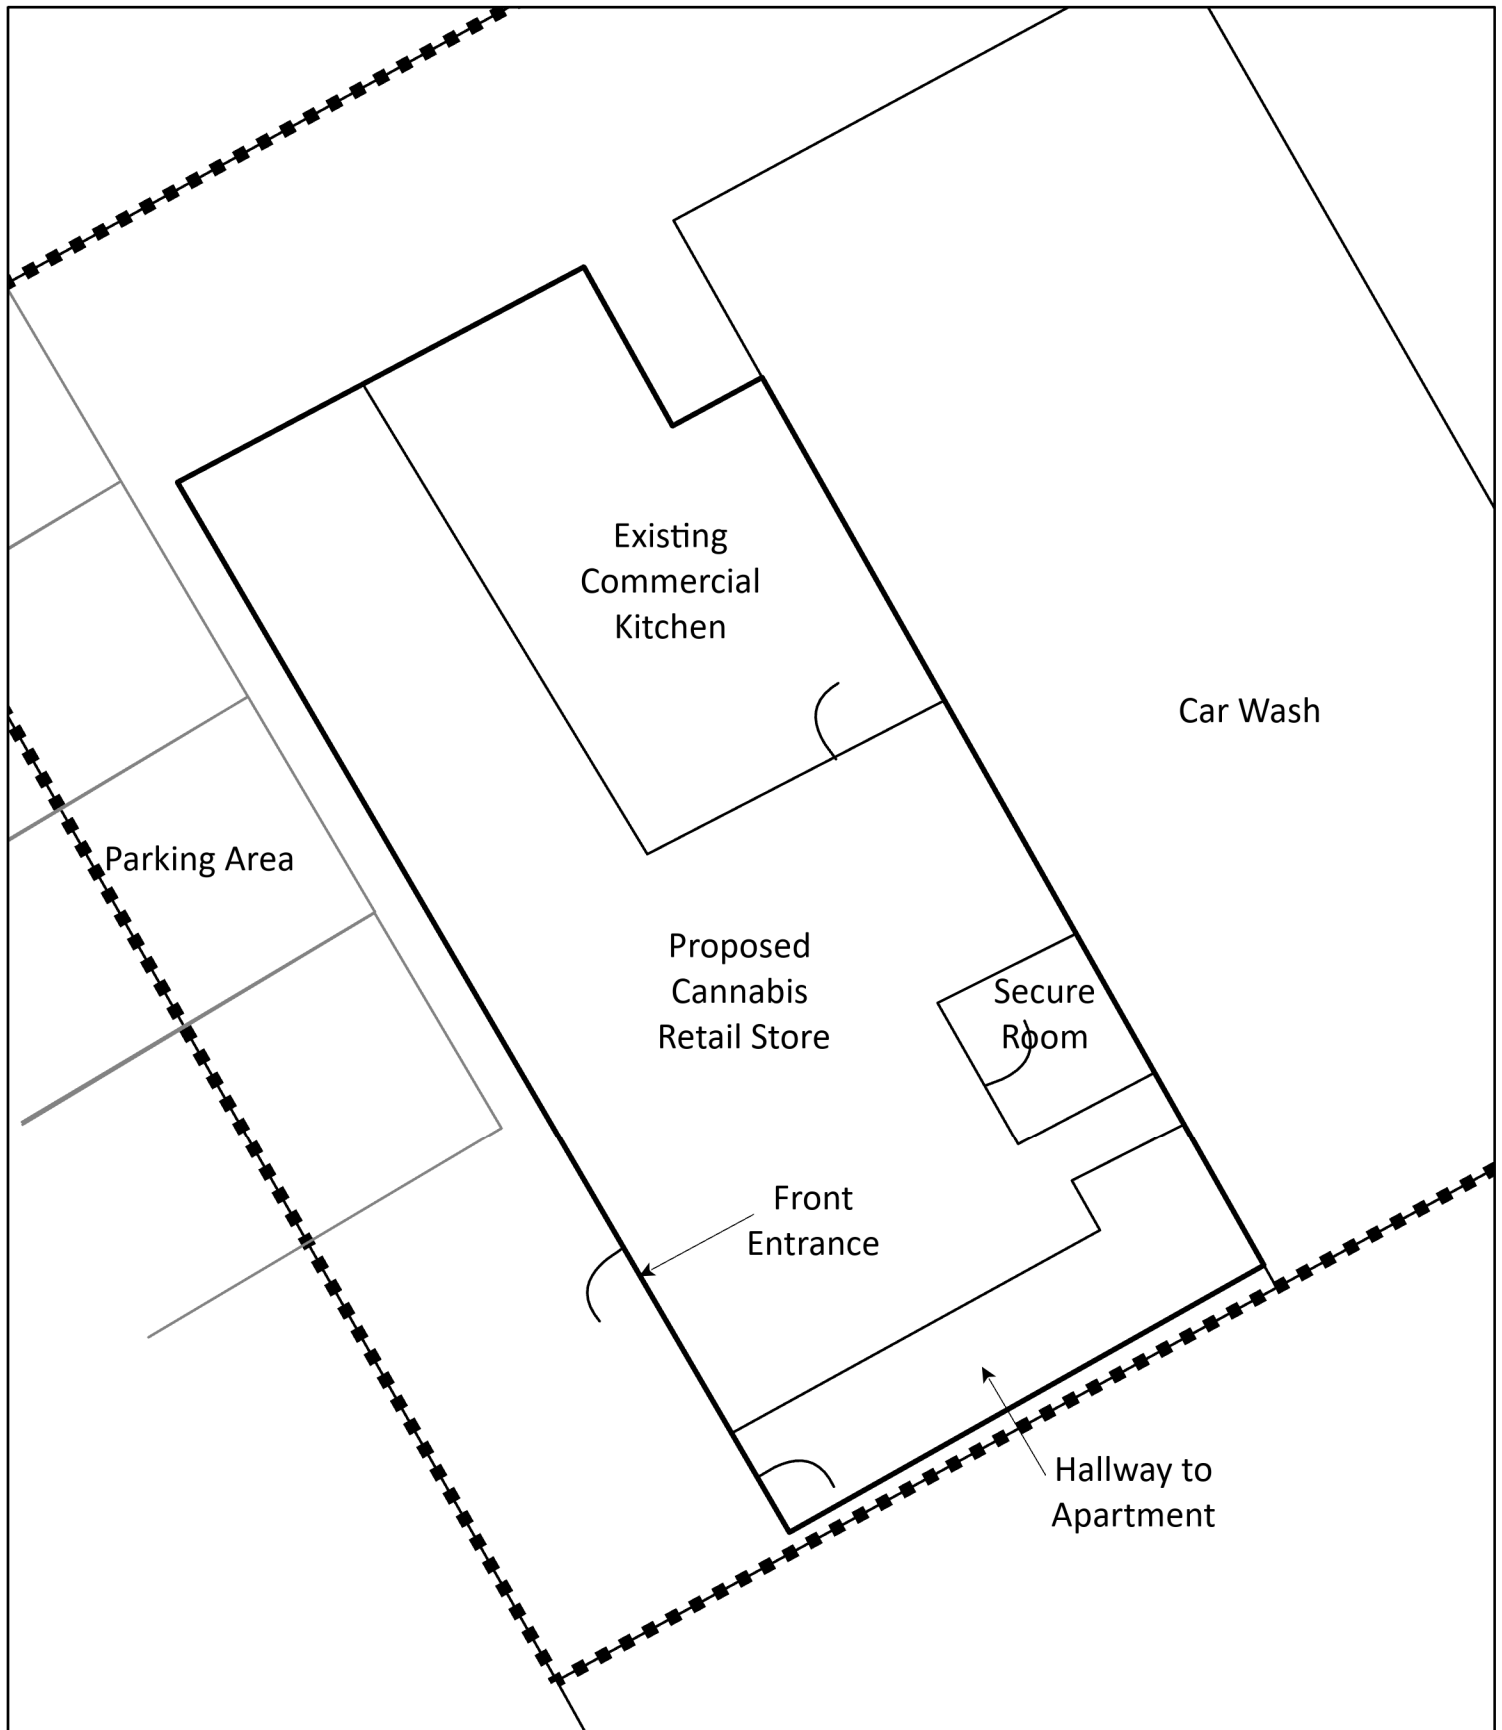 Existing
Commercial
Kitchen
Car Wash
Parking Area
Proposed
Cannabis
Retail Store
Secure
Room
Front
Entrance
Hallway to
Apartment